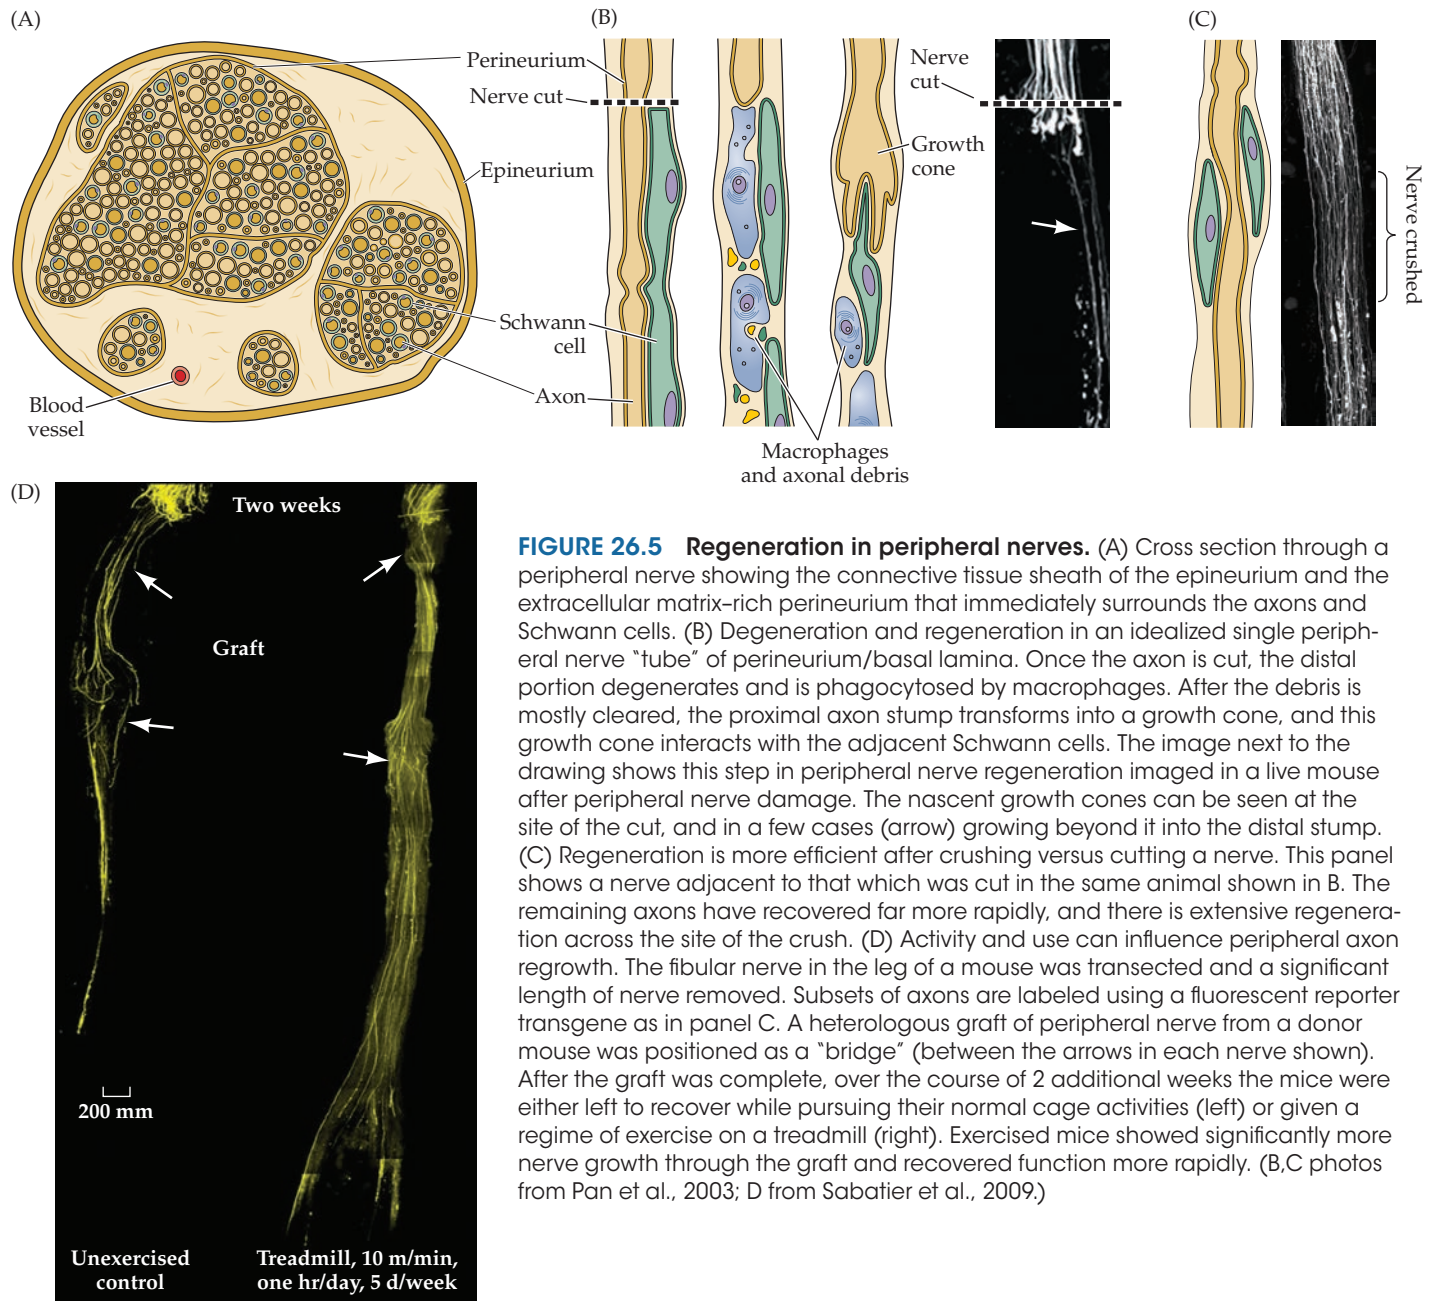 (A)
(B)
(C)
Perineurium
Nerve cut
Epineurium
Schwann
cell
Axon
Blood
vessel
Nerve
cut
Growth
cone
Macrophages
and axonal debris
Nerve crushed
(D)
Two weeks
Graft
200 mm
Unexercised
control
Treadmill, 10 m/min,
one hr/day, 5 d/week
FIGURE 26.5 Regeneration in peripheral nerves. (A) Cross section through a
peripheral nerve showing the connective tissue sheath of the epineurium and the
extracellular matrix–rich perineurium that immediately surrounds the axons and
Schwann cells. (B) Degeneration and regeneration in an idealized single periph-
eral nerve “tube” of perineurium/basal lamina. Once the axon is cut, the distal
portion degenerates and is phagocytosed by macrophages. After the debris is
mostly cleared, the proximal axon stump transforms into a growth cone, and this
growth cone interacts with the adjacent Schwann cells. The image next to the
drawing shows this step in peripheral nerve regeneration imaged in a live mouse
after peripheral nerve damage. The nascent growth cones can be seen at the
site of the cut, and in a few cases (arrow) growing beyond it into the distal stump.
(C) Regeneration is more efficient after crushing versus cutting a nerve. This panel
shows a nerve adjacent to that which was cut in the same animal shown in B. The
remaining axons have recovered far more rapidly, and there is extensive regenera-
tion across the site of the crush. (D) Activity and use can influence peripheral axon
regrowth. The fibular nerve in the leg of a mouse was transected and a significant
length of nerve removed. Subsets of axons are labeled using a fluorescent reporter
transgene as in panel C. A heterologous graft of peripheral nerve from a donor
mouse was positioned as a “bridge” (between the arrows in each nerve shown).
After the graft was complete, over the course of 2 additional weeks the mice were
either left to recover while pursuing their normal cage activities (left) or given a
regime of exercise on a treadmill (right). Exercised mice showed significantly more
nerve growth through the graft and recovered function more rapidly. (B,C photos
from Pan et al., 2003; D from Sabatier et al., 2009.)